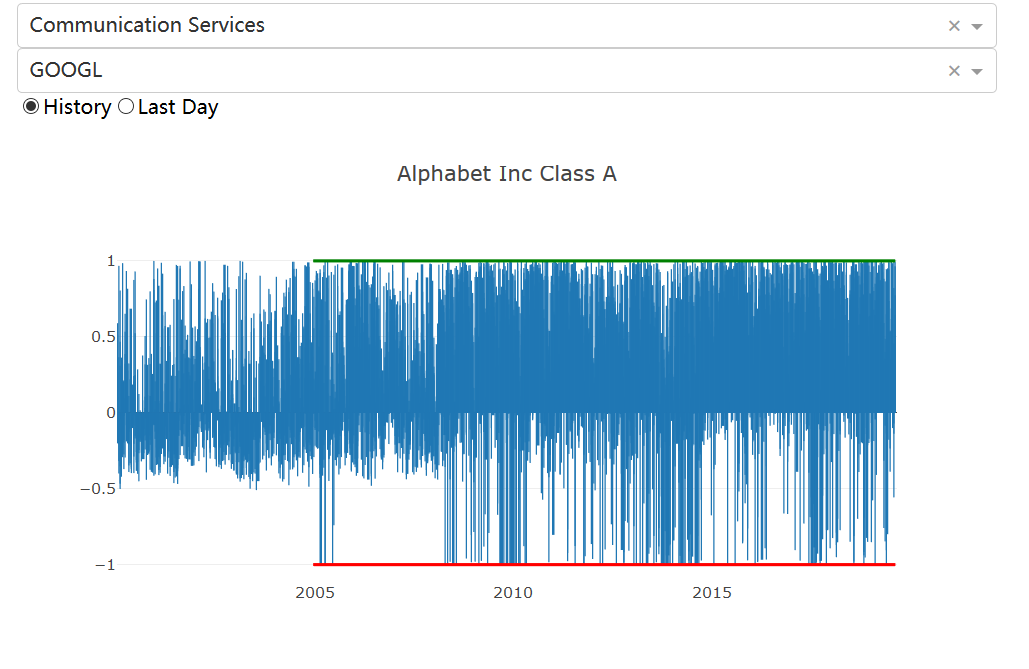 Communication Services
GOOGL
History Last Day
Alphabet Inc Class A
1
0.5
0
−0.5
−1
2005 2010 2015